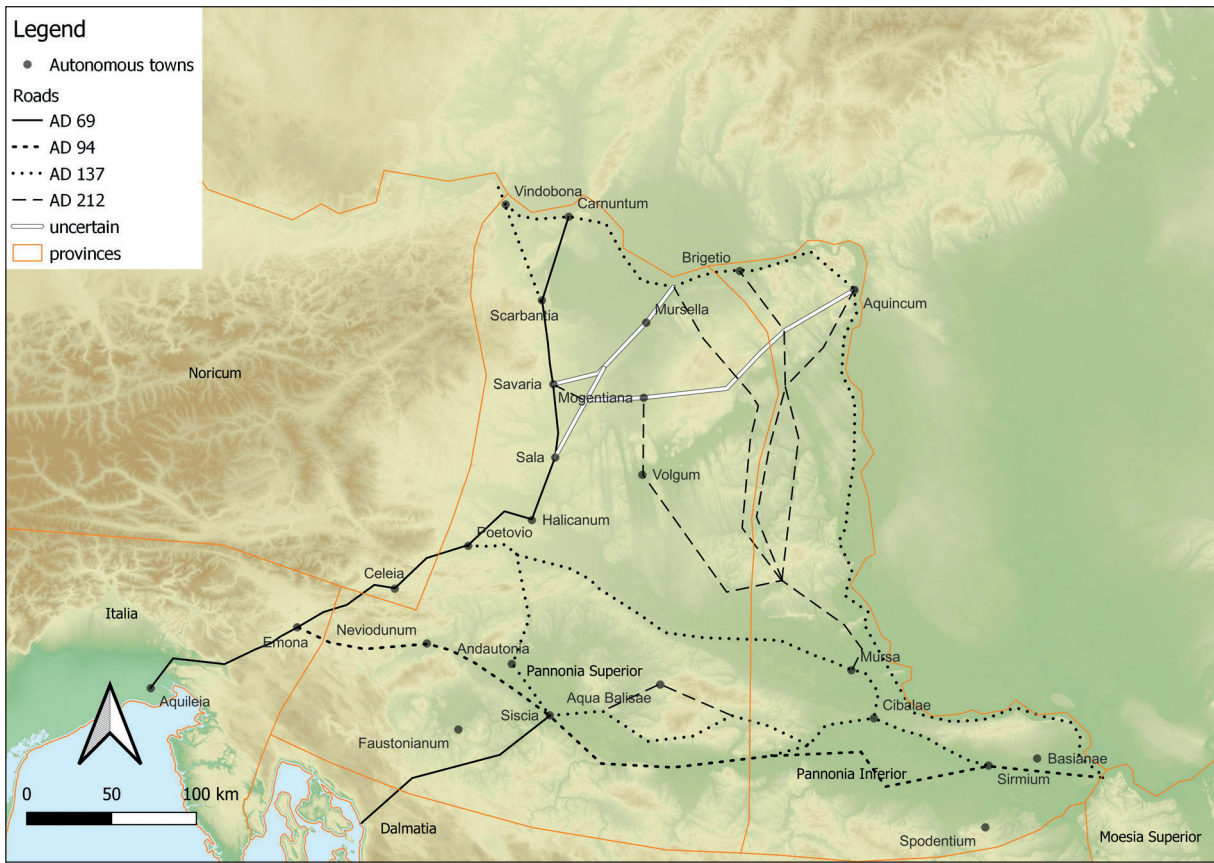 Legend
Autonomous towns
Roads
AD 69
AD 94
AD 137
AD 212
uncertain
provinces
Vindobona
Carnuntum
Brigetio
Aquincum
Scarbantia
Mursella
Noricum
Savaria
Mogentiana
Sala
Volgum
Halicanum
Poetovio
Celeia
Italia
Emona
Neviodunum
Andautonia
Mursa
Pannonia Superior
Aquileia
Aqua Balisae
Siscia
Cibalae
Faustonianum
Basianae
Pannonia Inferior
Sirmium
0 50 100 km
Dalmatia
Spodentium
Moesia Superior